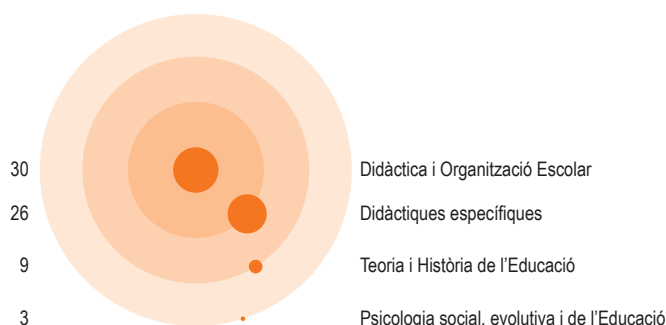 30 Didàctica i Organització Escolar
26 Didàctiques específiques
9 Teoria i Història de l’Educació
3 Psicologia social, evolutiva i de l’Educació